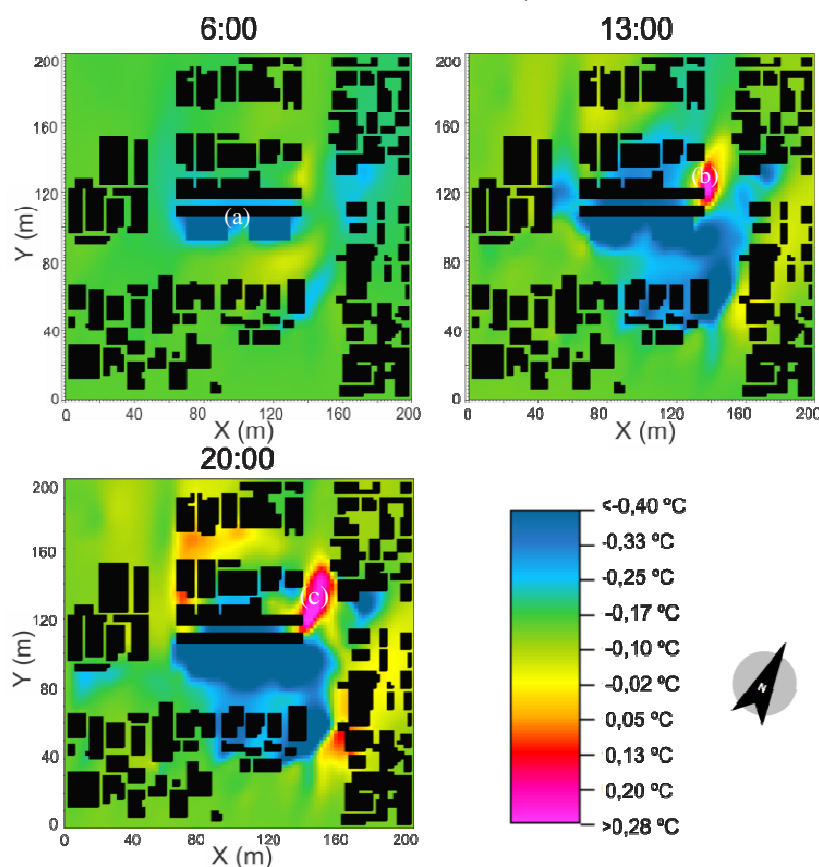 6:00
13:00
200
160
120
80
40
0
Y (m)
(a)
0
80
120
160
200
X (m)
200
160
120
80
40
0
(b)
0
40
80
120
160
200
X (m)
20:00
200
160
120
80
40
0
Y (m)
(c)
0
40
80
120
160
200
X (m)
<-0,40 ºC
-0,33 ºC
-0,25 ºC
-0,17 ºC
-0,10 ºC
-0,02 ºC
0,05 ºC
0,13 ºC
0,20 ºC
>0,28 ºC
N